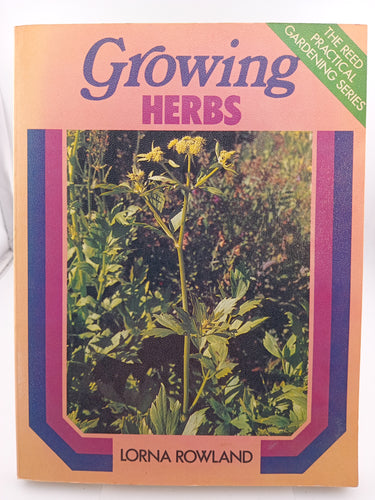 Growing
HERBS
THE REED
PRACTICAL
GARDENING SERIES
LORNA ROWLAND